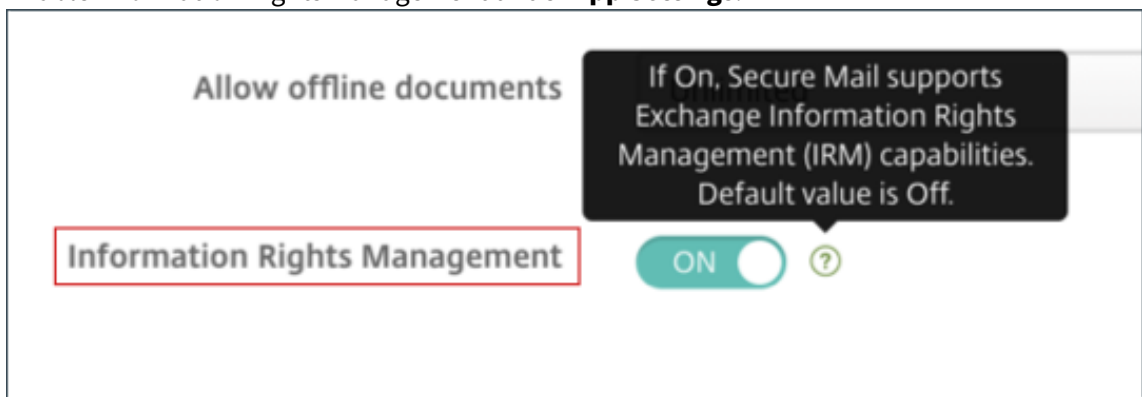 Allow offline documents
If On, Secure Mail supports
Exchange Information Rights
Management (IRM) capabilities.
Default value is Off.
Information Rights Management
ON
?